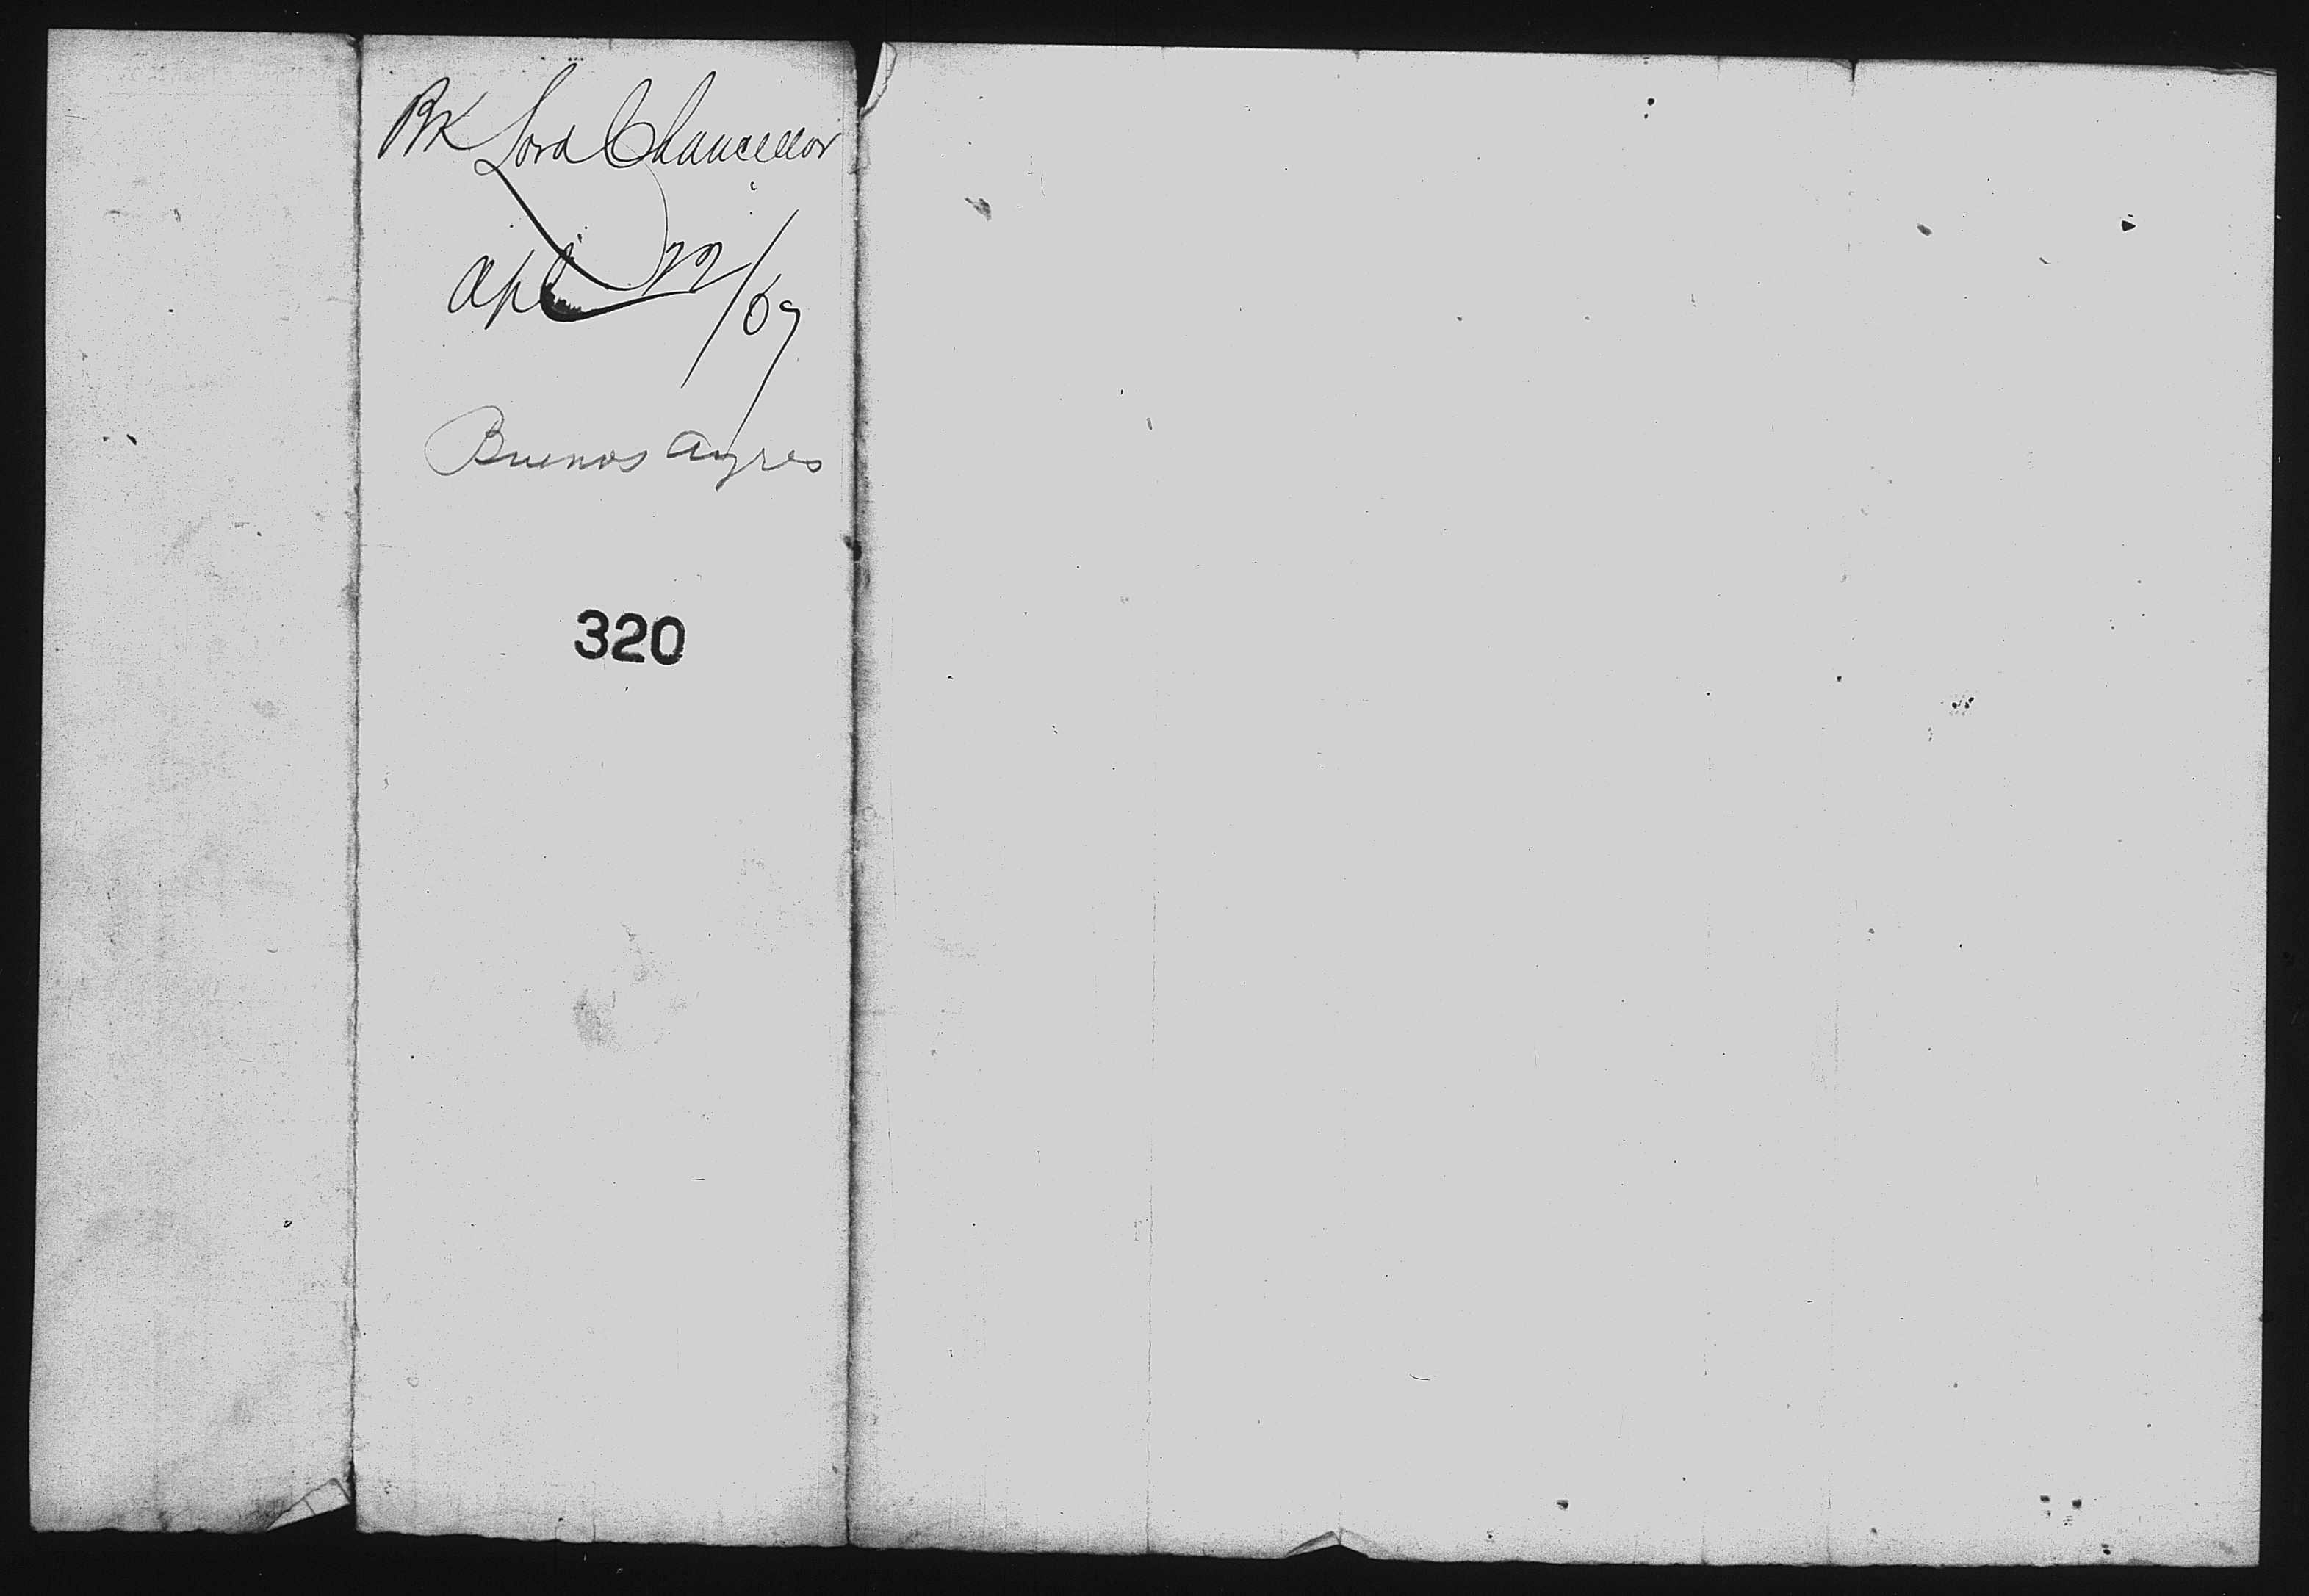 Bk Lord Chancellor
Apl 22/69
Buenos Ayres
320